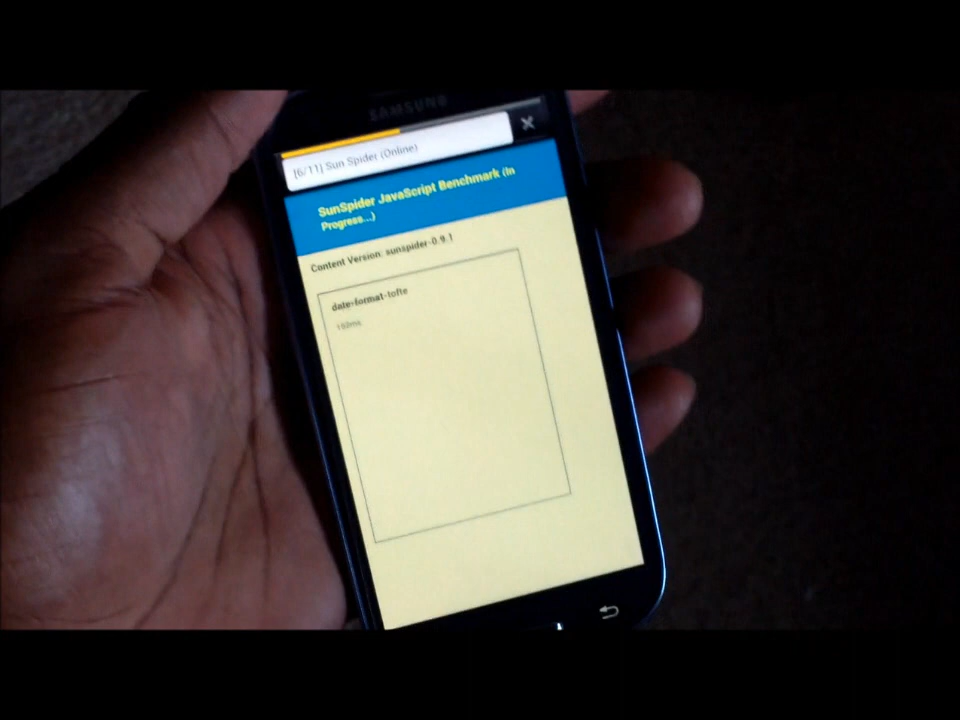 SAMSUNG
[6/11] Sun Spider (Online)
SunSpider JavaScript Benchmark (In
Progress...)
Content Version: sunspider-0.9.1
date-format-tofte